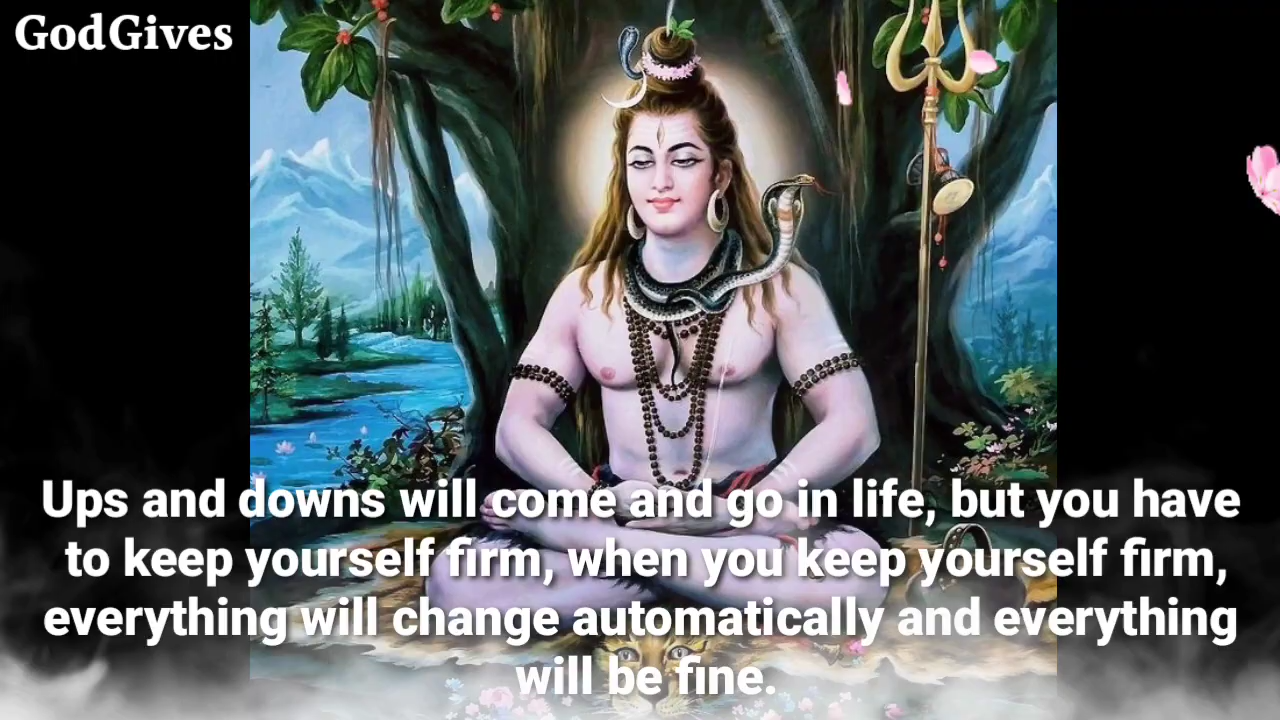 GodGives
Ups and downs will come and go in life, but you have
to keep yourself firm, when you keep yourself firm,
everything will change automatically and everything
will be fine.